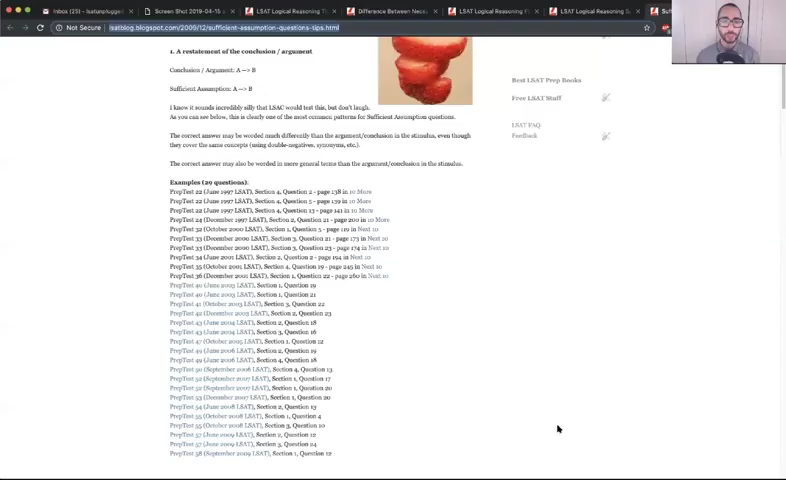 Inbox (25) - lsatunplugged
Screen Shot 2019-04-15
LSAT Logical Reasoning T
Difference Between Nece
LSAT Logical Reasoning F
LSAT Logical Reasoning S
Not Secure | lsatblog.blogspot.com/2009/12/sufficient-assumption-questions-tips.html
1. A restatement of the conclusion / argument
Conclusion / Argument: A --> B
Sufficient Assumption: A --> B
I know it sounds incredibly silly that LSAC would test this, but don't laugh.
As you can see below, this is clearly one of the most common patterns for Sufficient Assumption questions.
The correct answer may be worded much differently than the argument/conclusion in the stimulus, even though
they cover the same concepts (using double-negatives, synonyms, etc.).
The correct answer may also be worded in more general terms than the argument/conclusion in the stimulus.
Examples (29 questions):
PrepTest 22 (June 1997 LSAT), Section 4, Question 2 - page 138 in 10 More
PrepTest 22 (June 1997 LSAT), Section 4, Question 5 - page 139 in 10 More
PrepTest 22 (June 1997 LSAT), Section 4, Question 13 - page 141 in 10 More
PrepTest 24 (December 1997 LSAT), Section 2, Question 21 - page 200 in 10 More
PrepTest 32 (October 2000 LSAT), Section 1, Question 5 - page 119 in Next 10
PrepTest 33 (December 2000 LSAT), Section 3, Question 21 - page 173 in Next 10
PrepTest 33 (December 2000 LSAT), Section 3, Question 23 - page 174 in Next 10
PrepTest 34 (June 2001 LSAT), Section 2, Question 2 - page 194 in Next 10
PrepTest 35 (October 2001 LSAT), Section 4, Question 19 - page 245 in Next 10
PrepTest 36 (December 2001 LSAT), Section 1, Question 22 - page 260 in Next 10
PrepTest 40 (June 2003 LSAT), Section 1, Question 19
PrepTest 40 (June 2003 LSAT), Section 1, Question 21
PrepTest 41 (October 2003 LSAT), Section 3, Question 22
PrepTest 42 (December 2003 LSAT), Section 2, Question 23
PrepTest 43 (June 2004 LSAT), Section 2, Question 18
PrepTest 43 (June 2004 LSAT), Section 3, Question 16
PrepTest 47 (October 2005 LSAT), Section 1, Question 12
PrepTest 49 (June 2006 LSAT), Section 2, Question 19
PrepTest 49 (June 2006 LSAT), Section 4, Question 18
PrepTest 50 (September 2006 LSAT), Section 4, Question 13
PrepTest 52 (September 2007 LSAT), Section 1, Question 17
PrepTest 52 (September 2007 LSAT), Section 1, Question 20
PrepTest 53 (December 2007 LSAT), Section 1, Question 20
PrepTest 54 (June 2008 LSAT), Section 2, Question 13
PrepTest 55 (October 2008 LSAT), Section 1, Question 4
PrepTest 55 (October 2008 LSAT), Section 3, Question 10
PrepTest 57 (June 2009 LSAT), Section 2, Question 12
PrepTest 57 (June 2009 LSAT), Section 3, Question 24
PrepTest 58 (September 2009 LSAT), Section 1, Question 12
Best LSAT Prep Books
Free LSAT Stuff
LSAT FAQ
Feedback